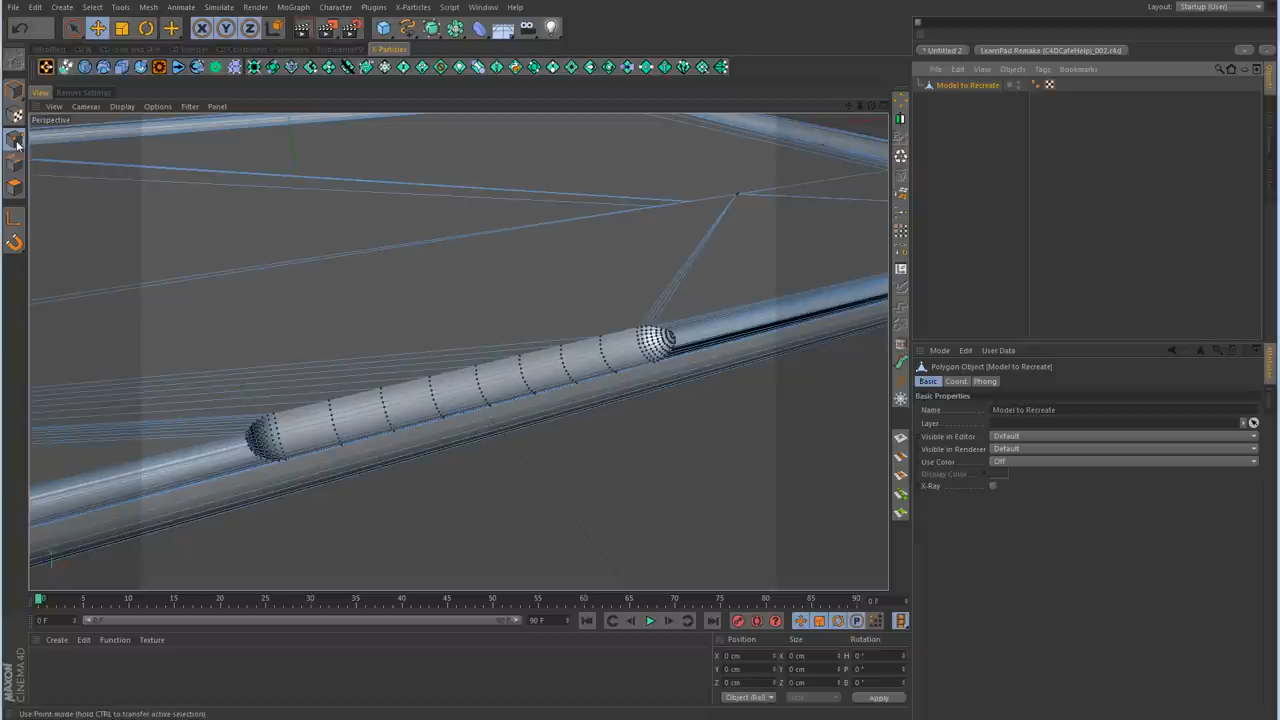 File Edit Create Select Tools Mesh Animate Simulate Render MoGraph Character Plugins X-Particles Script Window Help
Layout: Startup (User)
X-Particles
* Untitled 2 LearnPad Remake (C4DCafeHelp)_002.c4d
File Edit View Objects Tags Bookmarks
Model to Recreate
View Render Settings
View Cameras Display Options Filter Panel
Perspective
Mode Edit User Data
Polygon Object [Model to Recreate]
Basic Coord. Phong
Basic Properties
Name Model to Recreate
Layer
Visible in Editor Default
Visible in Renderer Default
Use Color Off
Display Color
X-Ray
0 5 10 15 20 25 30 35 40 45 50 55 60 65 70 75 80 85 90 0 F
0 F 0 F 90 F 90 F
Create Edit Function Texture
Position Size Rotation
X 0 cm X 0 cm H 0 °
Y 0 cm Y 0 cm P 0 °
Z 0 cm Z 0 cm B 0 °
Object (Rel) Apply
MAXON CINEMA 4D
Use Point mode (hold CTRL to transfer active selection)